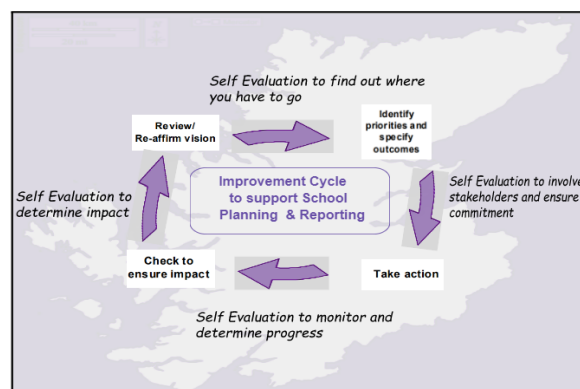 Self Evaluation to find out where
you have to go
Review/
Re-affirm vision
Identify
priorities and
specify
outcomes
Self Evaluation to
determine impact
Improvement Cycle
to support School
Planning & Reporting
Self Evaluation to involve
stakeholders and ensure
commitment
Check to
ensure impact
Take action
Self Evaluation to monitor and
determine progress